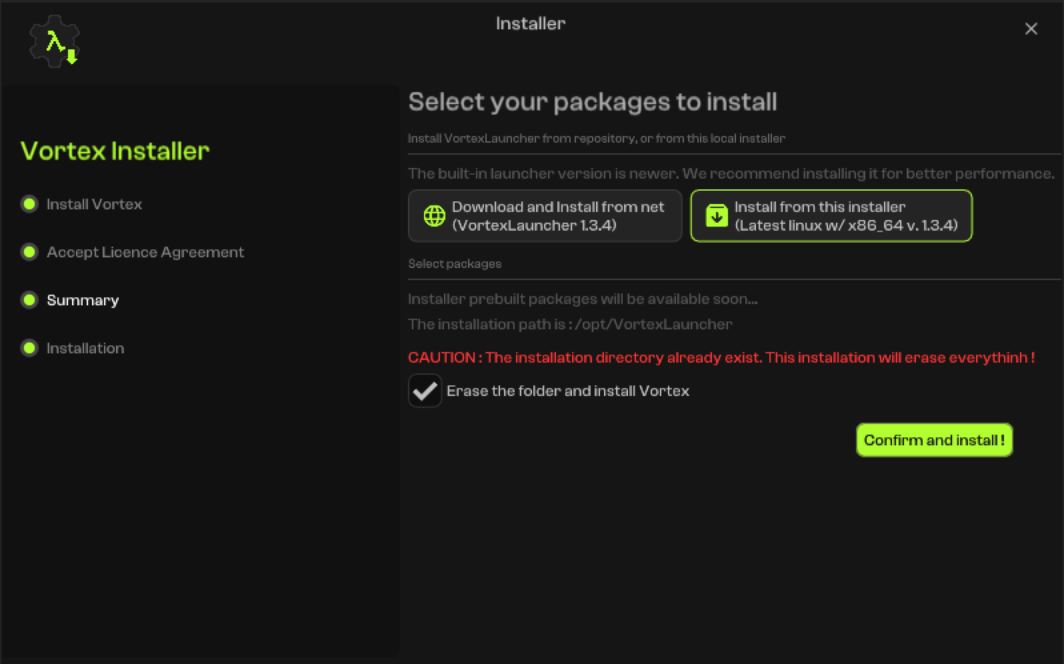 Installer
Vortex Installer
Install Vortex
Accept Licence Agreement
Summary
Installation
Select your packages to install
Install VortexLauncher from repository, or from this local installer
The built-in launcher version is newer. We recommend installing it for better performance.
Download and Install from net
(VortexLauncher 1.3.4)
Install from this installer
(Latest linux w/ x86_64 v. 1.3.4)
Select packages
Installer prebuilt packages will be available soon...
The installation path is : /opt/VortexLauncher
CAUTION : The installation directory already exist. This installation will erase everythinh !
Erase the folder and install Vortex
Confirm and install !